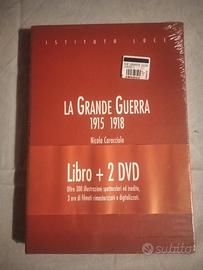 ISTITUTO LUCE
LA GRANDE GUERRA
1915 1918
Nicola Caracciolo
Libro + 2 DVD
Oltre 300 illustrazioni spettacolari ed inedite,
3 ore di filmati rimasterizzati e digitalizzati.
subito